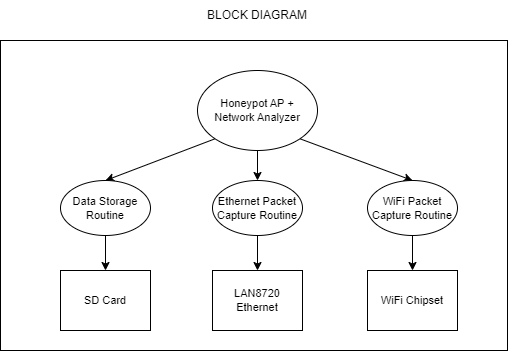 BLOCK DIAGRAM
Honeypot AP +
Network Analyzer
Data Storage
Routine
Ethernet Packet
Capture Routine
WiFi Packet
Capture Routine
SD Card
LAN8720
Ethernet
WiFi Chipset